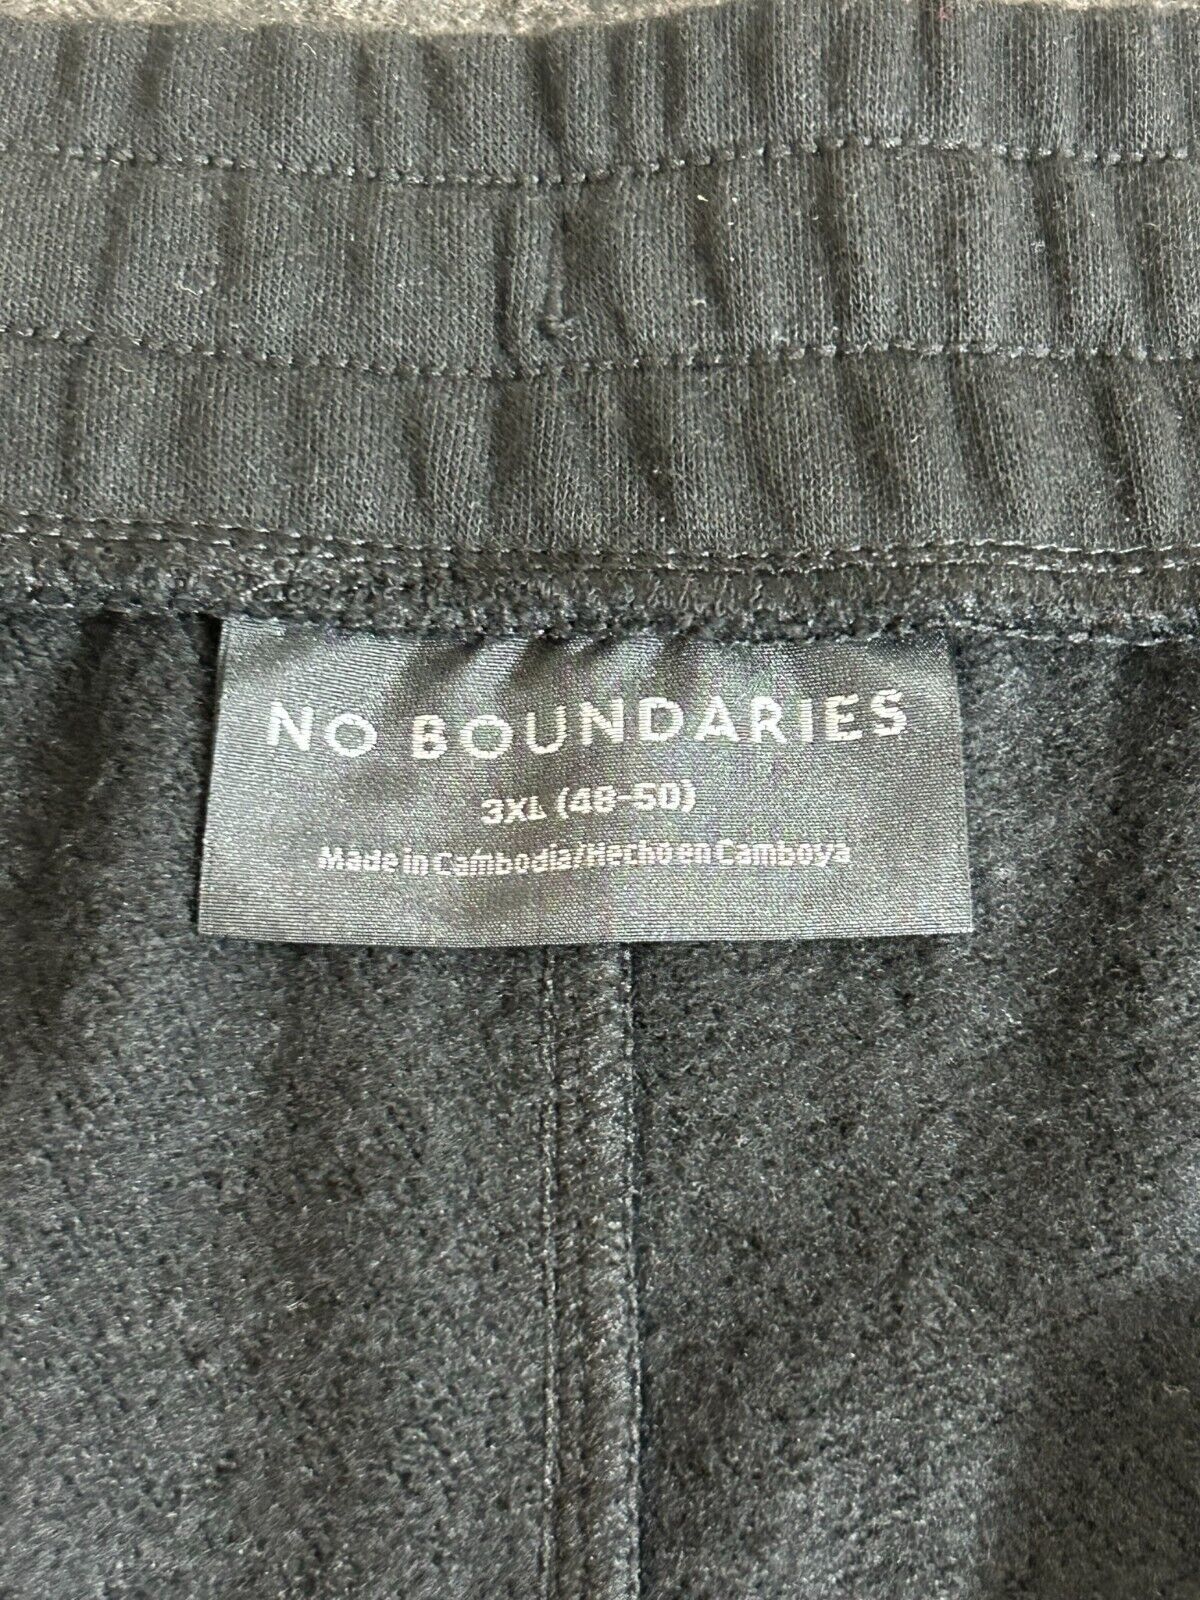 NO BOUNDARIES
3XL (48-50)
Made in Cambodia/Hecho en Camboya